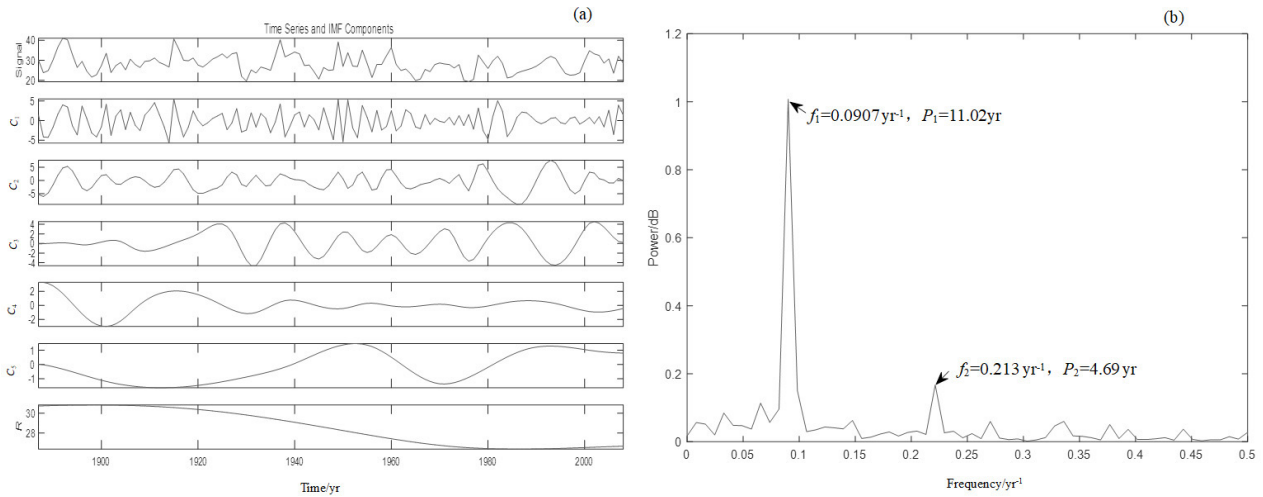 (a)
Time Series and IMF Components
Signal
40
30
20
C1
5
0
-5
C2
5
0
-5
C3
4
2
0
-2
-4
C4
2
0
-2
C5
1
0
-1
R
30
28
1900 1920 1940 1960 1980 2000
Time/yr
(b)
Power/dB
1.2
1
0.8
0.6
0.4
0.2
0
f1=0.0907yr-1，P1=11.02yr
f2=0.213 yr-1，P2=4.69 yr
0 0.05 0.1 0.15 0.2 0.25 0.3 0.35 0.4 0.45 0.5
Frequency/yr-1